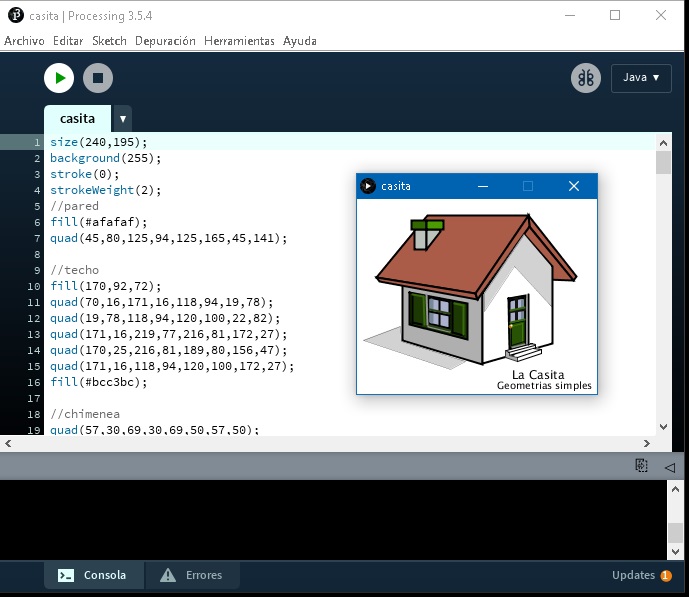 casita | Processing 3.5.4
Archivo Editar Sketch Depuración Herramientas Ayuda
Java ▼
casita ▼
1 size(240,195);
2 background(255);
3 stroke(0);
4 strokeWeight(2);
5 //pared
6 fill(#afafaf);
7 quad(45,80,125,94,125,165,45,141);
8
9 //techo
10 fill(170,92,72);
11 quad(70,16,171,16,118,94,19,78);
12 quad(19,78,118,94,120,100,22,82);
13 quad(171,16,219,77,216,81,172,27);
14 quad(170,25,216,81,189,80,156,47);
15 quad(171,16,118,94,120,100,172,27);
16 fill(#bcc3bc);
17
18 //chimenea
19 quad(57,30,69,30,69,50,57,50);
casita
La Casita
Geometrias simples
Consola
Errores
Updates 1